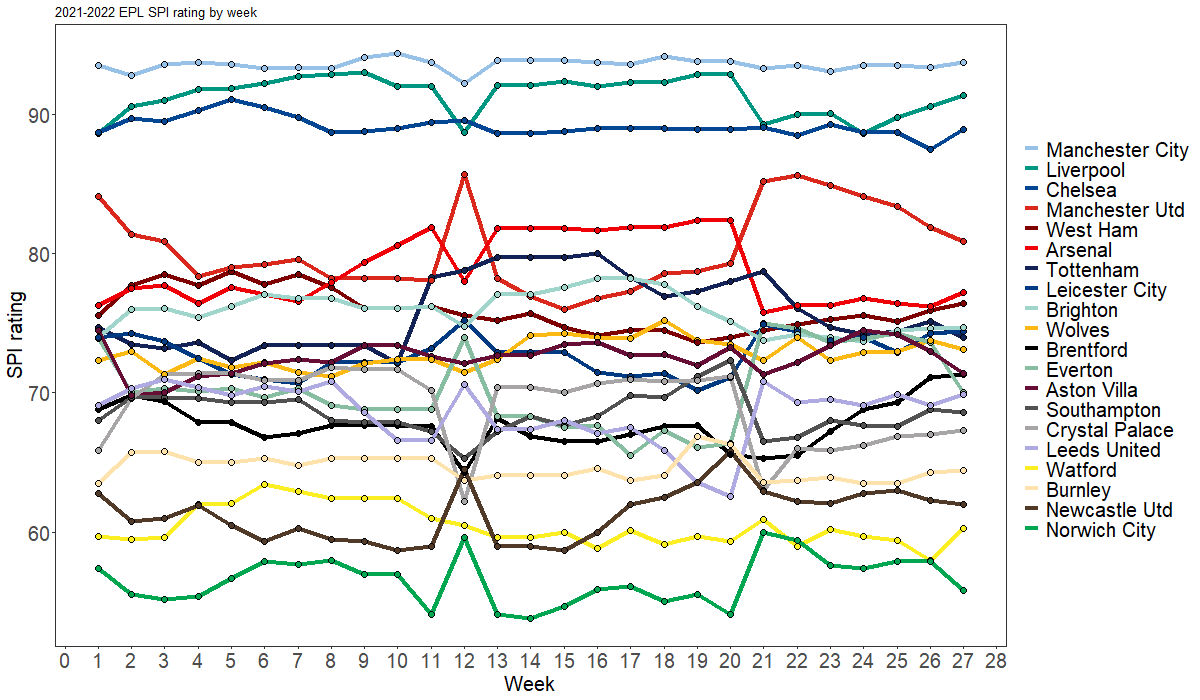 2021-2022 EPL SPI rating by week
SPI rating
90
80
70
60
0 1 2 3 4 5 6 7 8 9 10 11 12 13 14 15 16 17 18 19 20 21 22 23 24 25 26 27 28
Week
Manchester City
Liverpool
Chelsea
Manchester Utd
West Ham
Arsenal
Tottenham
Leicester City
Brighton
Wolves
Brentford
Everton
Aston Villa
Southampton
Crystal Palace
Leeds United
Watford
Burnley
Newcastle Utd
Norwich City